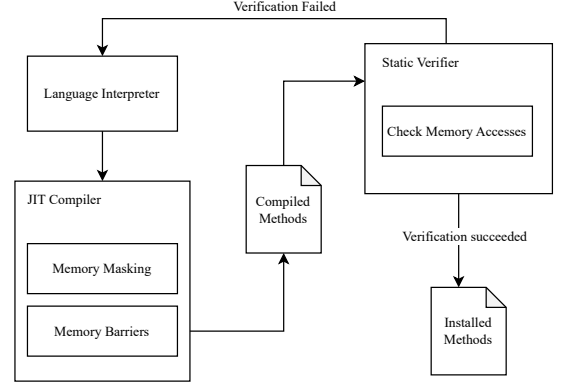 Verification Failed
Language Interpreter
Static Verifier
Check Memory Accesses
JIT Compiler
Memory Masking
Memory Barriers
Compiled
Methods
Verification succeeded
Installed
Methods